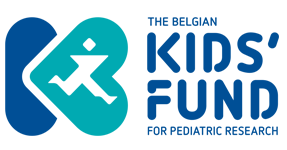 THE BELGIAN
KIDS'
FUND
FOR PEDIATRIC RESEARCH